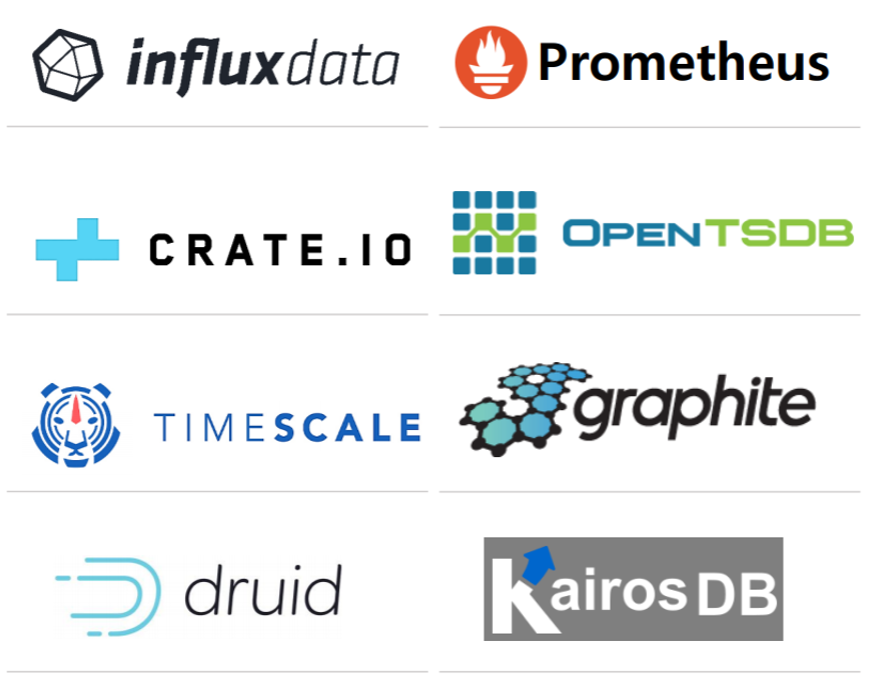 influxdata
Prometheus
CRATE.IO
OPENTSDB
TIMESCALE
graphite
druid
kairosDB